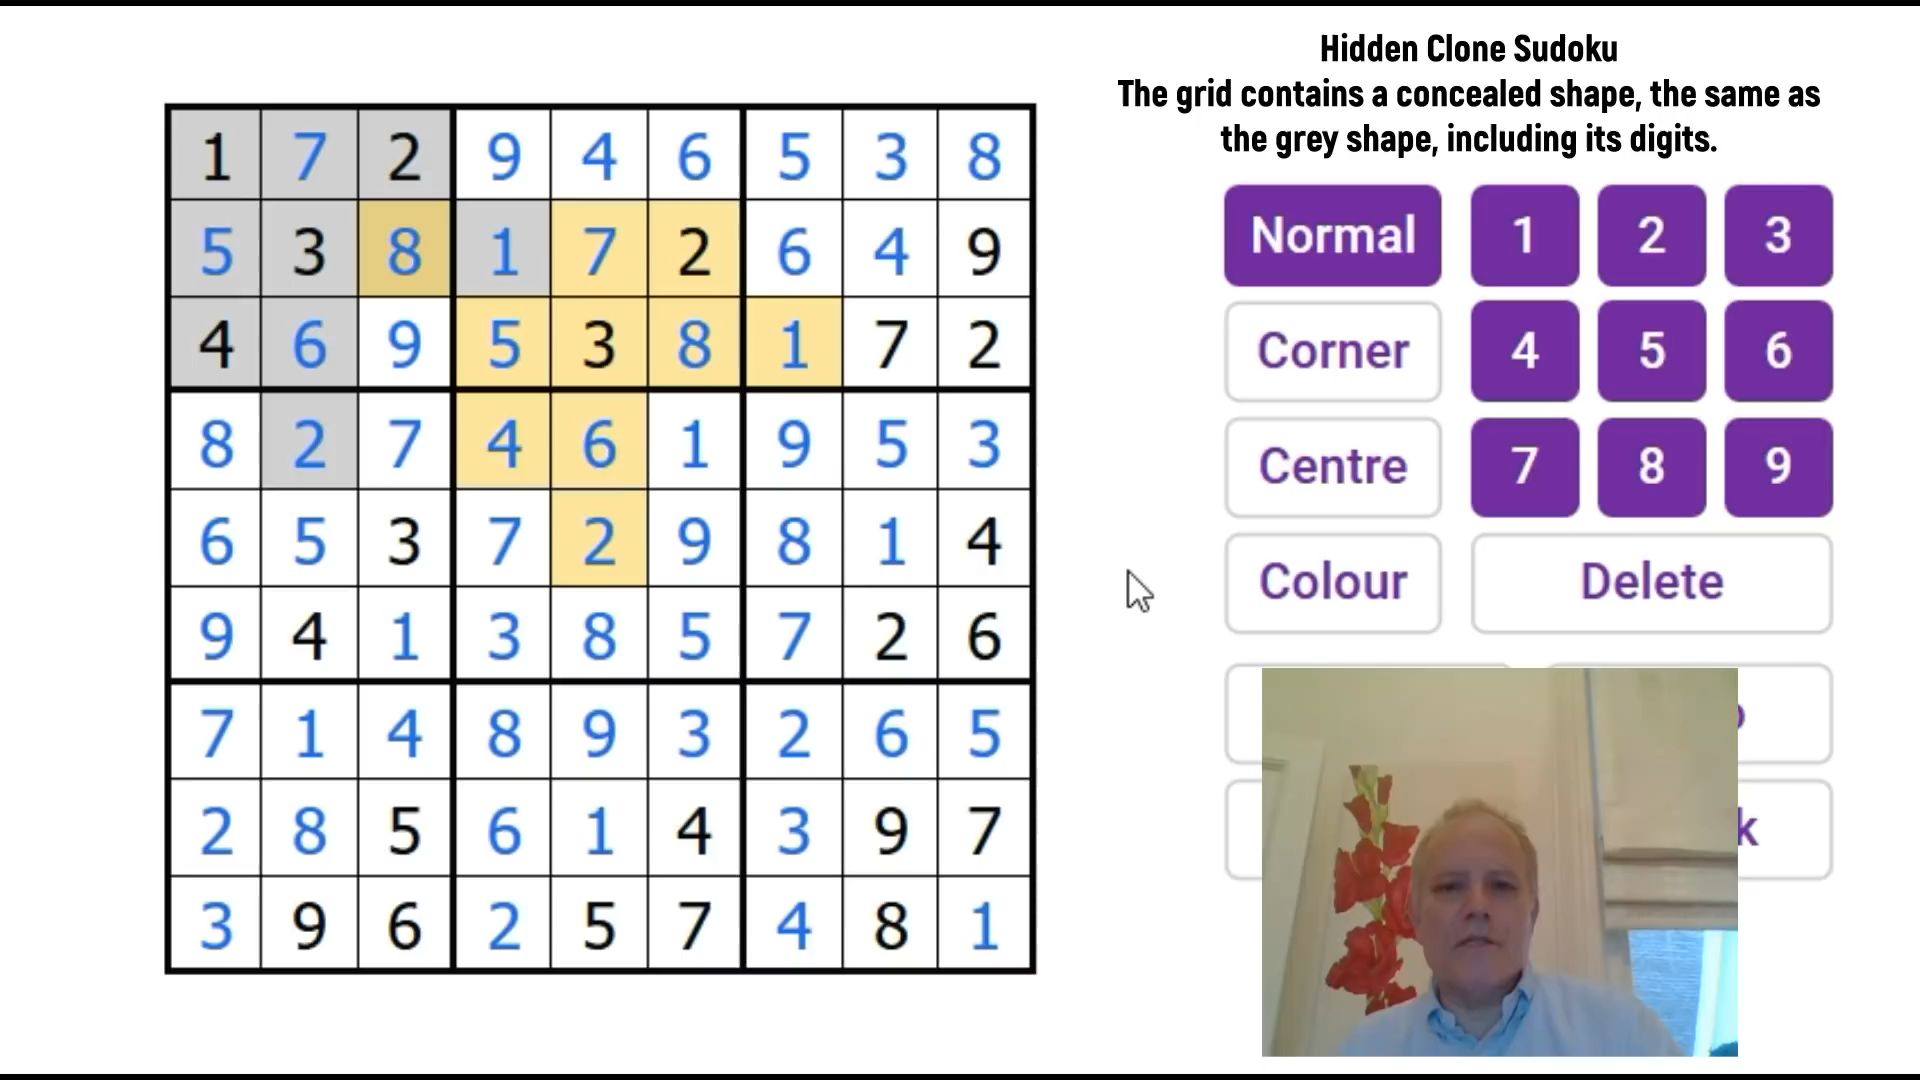 Hidden Clone Sudoku
The grid contains a concealed shape, the same as
the grey shape, including its digits.
1 7 2 9 4 6 5 3 8
5 3 8 1 7 2 6 4 9
4 6 9 5 3 8 1 7 2
8 2 7 4 6 1 9 5 3
6 5 3 7 2 9 8 1 4
9 4 1 3 8 5 7 2 6
7 1 4 8 9 3 2 6 5
2 8 5 6 1 4 3 9 7
3 9 6 2 5 7 4 8 1
Normal 1 2 3
Corner 4 5 6
Centre 7 8 9
Colour Delete